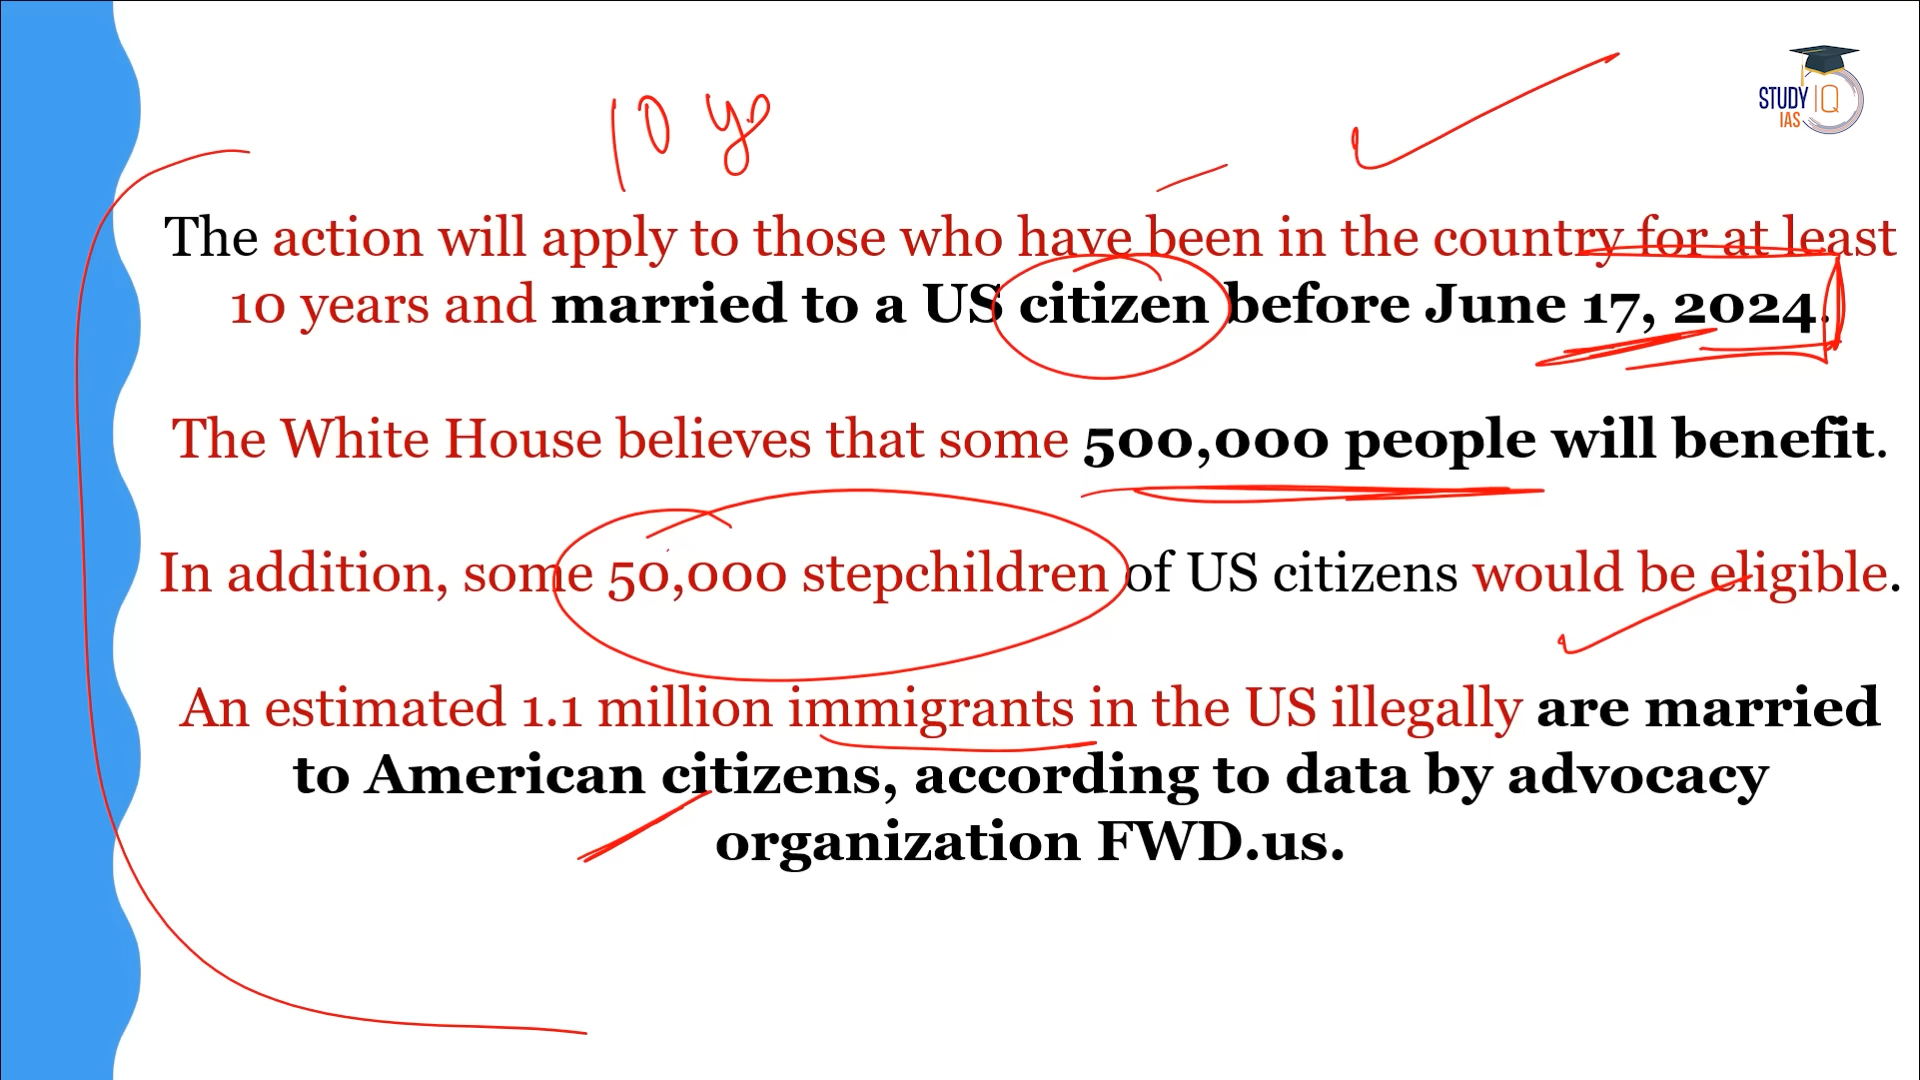 STUDY IQ
IAS
10 y
The action will apply to those who have been in the country for at least
10 years and married to a US citizen before June 17, 2024.
The White House believes that some 500,000 people will benefit.
In addition, some 50,000 stepchildren of US citizens would be eligible.
An estimated 1.1 million immigrants in the US illegally are married
to American citizens, according to data by advocacy
organization FWD.us.